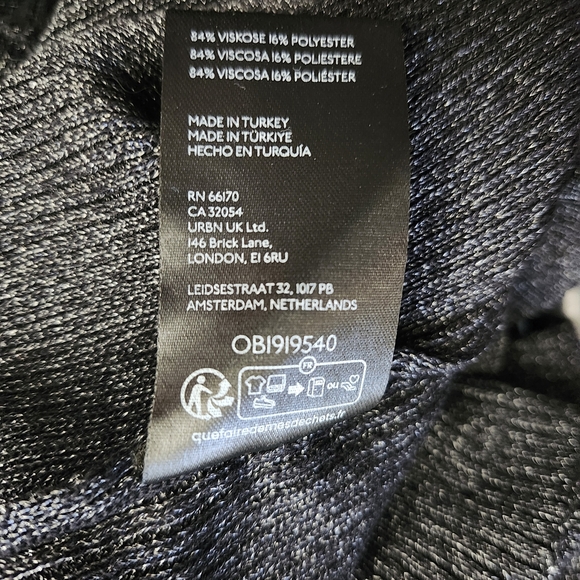 84% VISKOSE 16% POLYESTER
84% VISCOSA 16% POLIESTERE
84% VISCOSA 16% POLIÉSTER
MADE IN TURKEY
MADE IN TÜRKİYE
HECHO EN TURQUÍA
RN 66170
CA 32054
URBN UK Ltd.
146 Brick Lane,
LONDON, E1 6RU
LEIDSESTRAAT 32, 1017 PB
AMSTERDAM, NETHERLANDS
OB1919540
FR
OU
quefairedemesdechets.fr